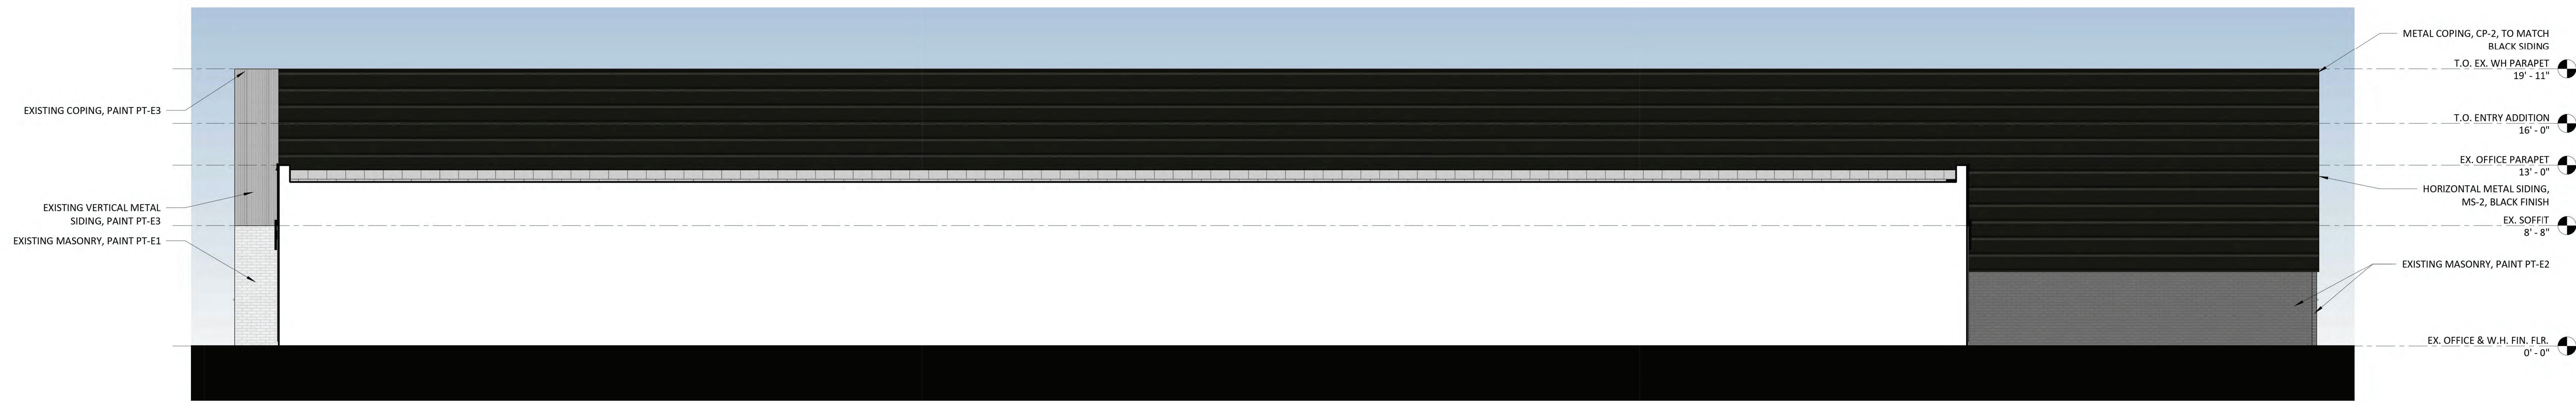 EXISTING COPING, PAINT PT-E3
EXISTING VERTICAL METAL
SIDING, PAINT PT-E3
EXISTING MASONRY, PAINT PT-E1
METAL COPING, CP-2, TO MATCH
BLACK SIDING
T.O. EX. WH PARAPET
19' - 11"
T.O. ENTRY ADDITION
16' - 0"
EX. OFFICE PARAPET
13' - 0"
HORIZONTAL METAL SIDING,
MS-2, BLACK FINISH
EX. SOFFIT
8' - 8"
EXISTING MASONRY, PAINT PT-E2
EX. OFFICE & W.H. FIN. FLR.
0' - 0"